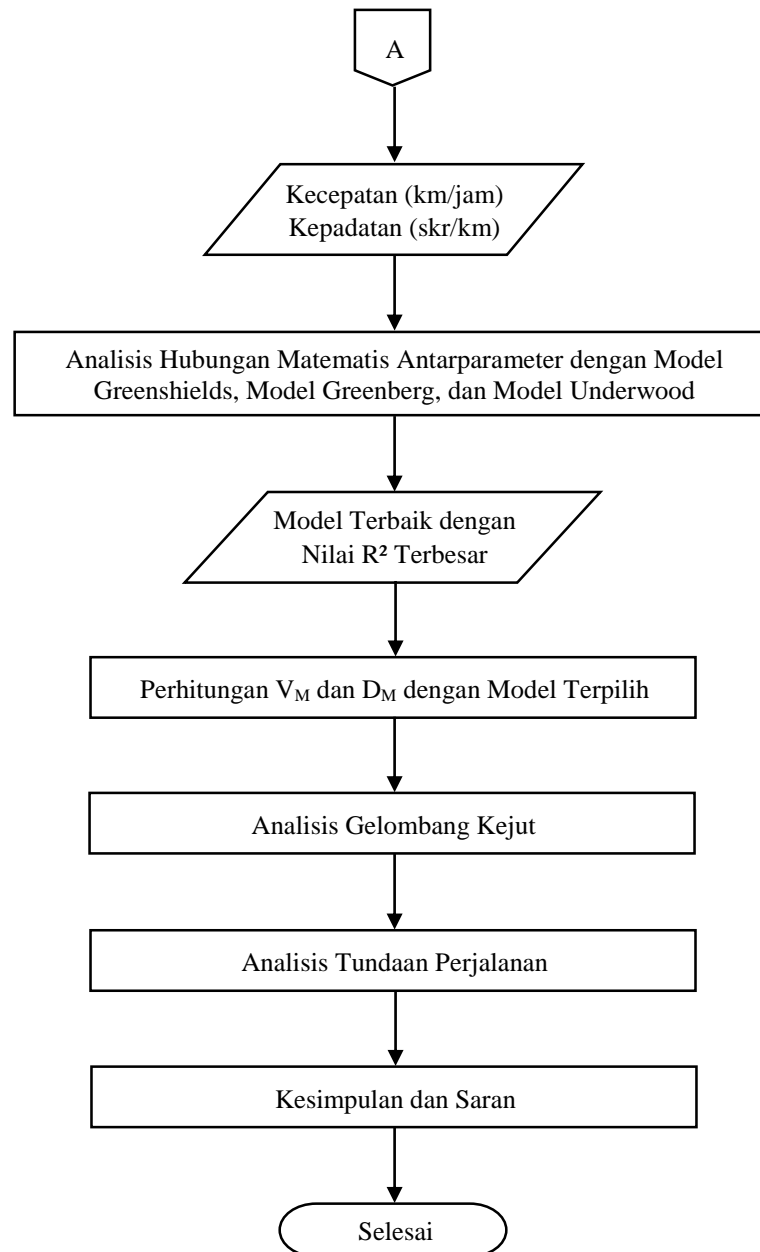 A
Kecepatan (km/jam)
Kepadatan (skr/km)
Analisis Hubungan Matematis Antarparameter dengan Model
Greenshields, Model Greenberg, dan Model Underwood
Model Terbaik dengan
Nilai R² Terbesar
Perhitungan V_M dan D_M dengan Model Terpilih
Analisis Gelombang Kejut
Analisis Tundaan Perjalanan
Kesimpulan dan Saran
Selesai